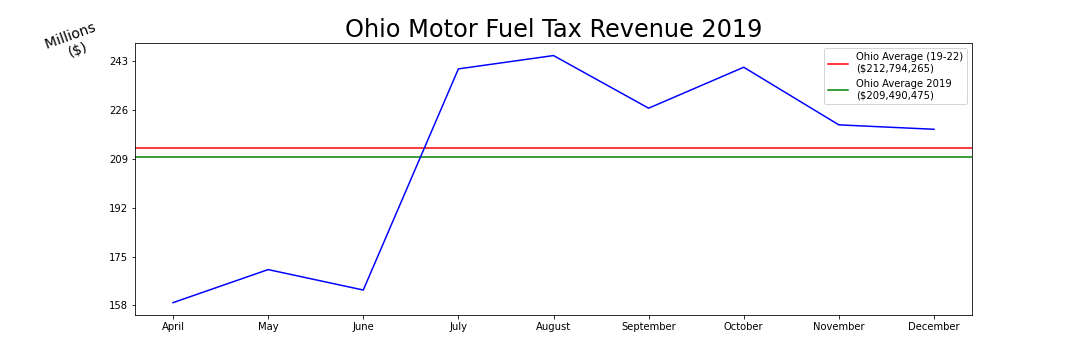 Ohio Motor Fuel Tax Revenue 2019
Millions
($)
243
226
209
192
175
158
Ohio Average (19-22)
($212,794,265)
Ohio Average 2019
($209,490,475)
April May June July August September October November December